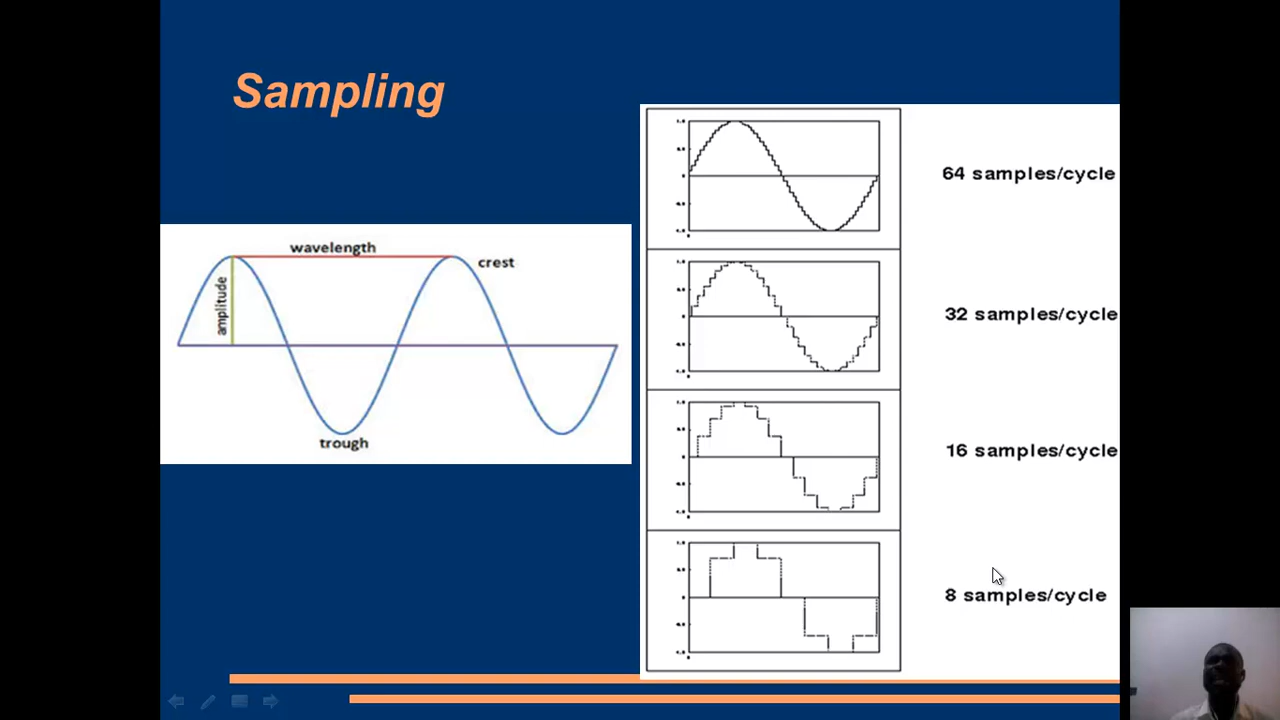 Sampling
wavelength
crest
amplitude
trough
64 samples/cycle
32 samples/cycle
16 samples/cycle
8 samples/cycle